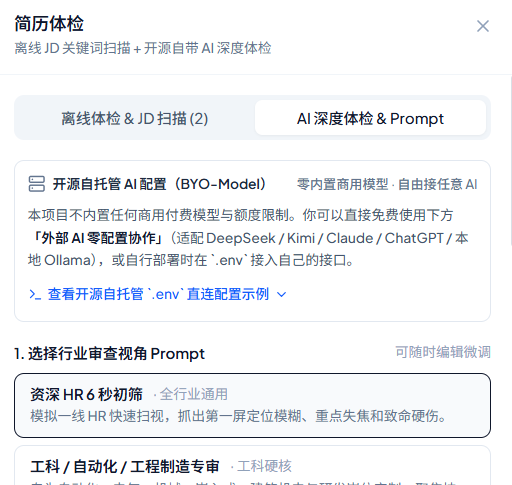 简历体检
离线 JD 关键词扫描 + 开源自带 AI 深度体检
离线体检 & JD 扫描 (2)
AI 深度体检 & Prompt
开源自托管 AI 配置（BYO-Model）
零内置商用模型 · 自由接任意 AI
本项目不内置任何商用付费模型与额度限制。你可以直接免费使用下方
「外部 AI 零配置协作」（适配 DeepSeek / Kimi / Claude / ChatGPT / 本
地 Ollama），或自行部署时在 `.env` 接入自己的接口。
查看开源自托管 `.env` 直连配置示例
1. 选择行业审查视角 Prompt
可随时编辑微调
资深 HR 6 秒初筛 · 全行业通用
模拟一线 HR 快速扫视，抓出第一屏定位模糊、重点失焦和致命硬伤。
工科 / 自动化 / 工程制造专审 · 工科硬核